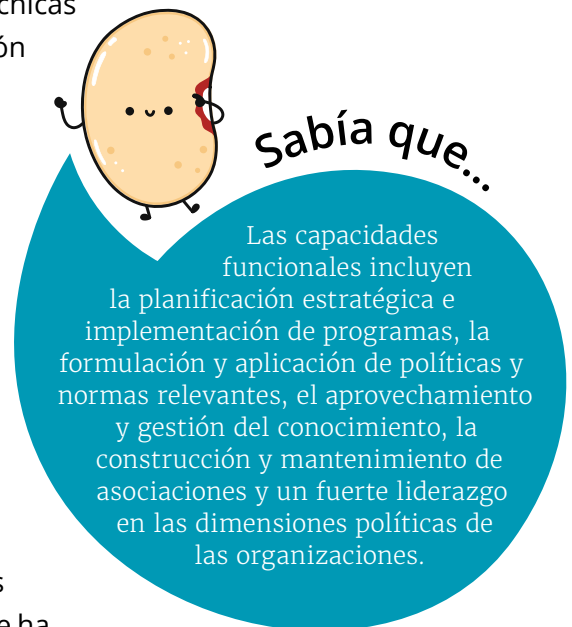 ón
Sabía que...
Las capacidades
funcionales incluyen
la planificación estratégica e
implementación de programas, la
formulación y aplicación de políticas y
normas relevantes, el aprovechamiento
y gestión del conocimiento, la
construcción y mantenimiento de
asociaciones y un fuerte liderazgo
en las dimensiones políticas de
las organizaciones.
s
e ha